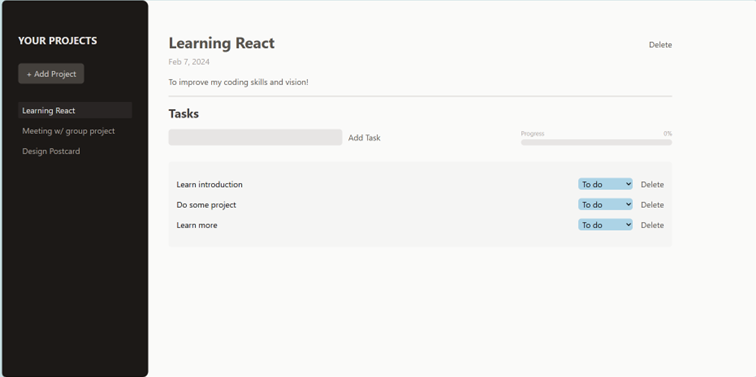 YOUR PROJECTS
+ Add Project
Learning React
Meeting w/ group project
Design Postcard
Learning React
Delete
Feb 7, 2024
To improve my coding skills and vision!
Tasks
Add Task
Progress
0%
Learn introduction
To do
Delete
Do some project
To do
Delete
Learn more
To do
Delete